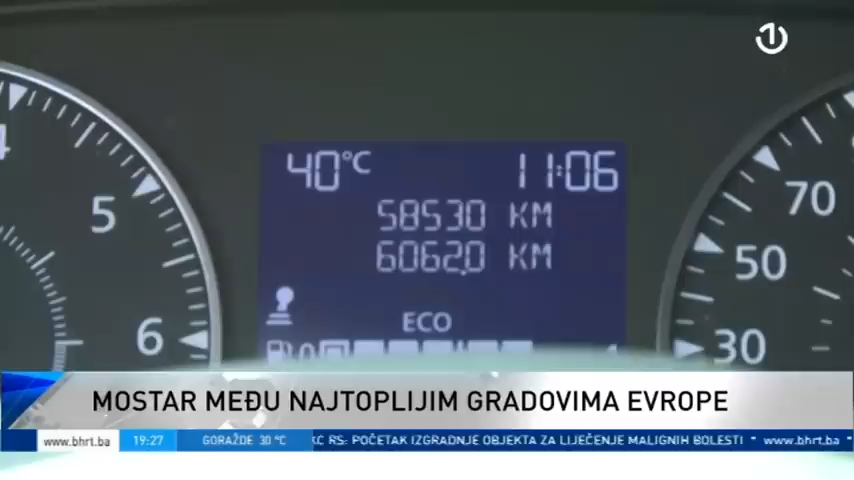 1
40°C 11:06
58530 KM
6062.0 KM
5
70
50
6
ECO
30
MOSTAR MEĐU NAJTOPLIJIM GRADOVIMA EVROPE
www.bhrt.ba 19:27 GORAŽDE 30 °C KC RS: POČETAK IZGRADNJE OBJEKTA ZA LIJEČENJE MALIGNIH BOLESTI * www.bhrt.ba *